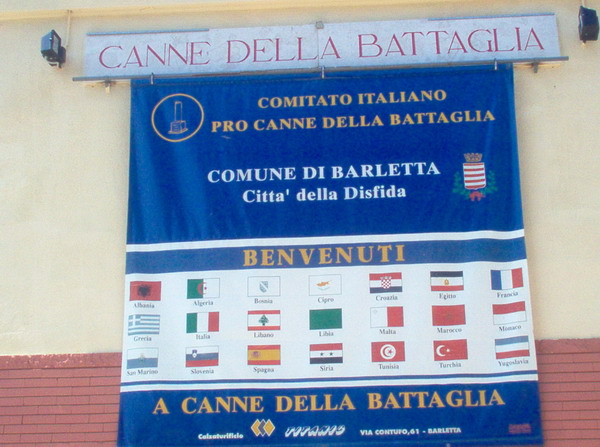 CANNE DELLA BATTAGLIA
COMITATO ITALIANO
PRO CANNE DELLA BATTAGLIA
COMUNE DI BARLETTA
Citta' della Disfida
BENVENUTI
Albania Algeria Bosnia Cipro Croazia Egitto Francia
Grecia Italia Libano Libia Malta Marocco Monaco
San Marino Slovenia Spagna Siria Tunisia Turchia Yugoslavia
A CANNE DELLA BATTAGLIA
Calzaturificio TITANIC VIA CONTUFO, 61 - BARLETTA